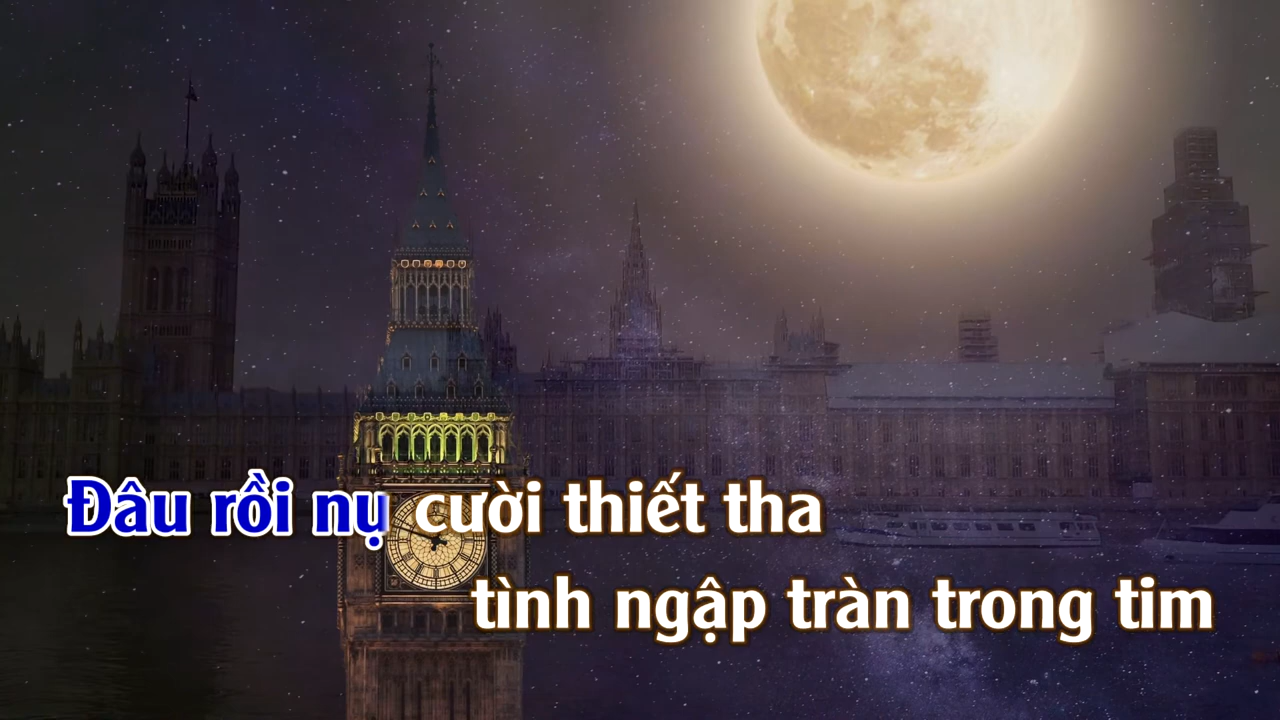 Đâu rồi nụ cười thiết tha
tình ngập tràn trong tim